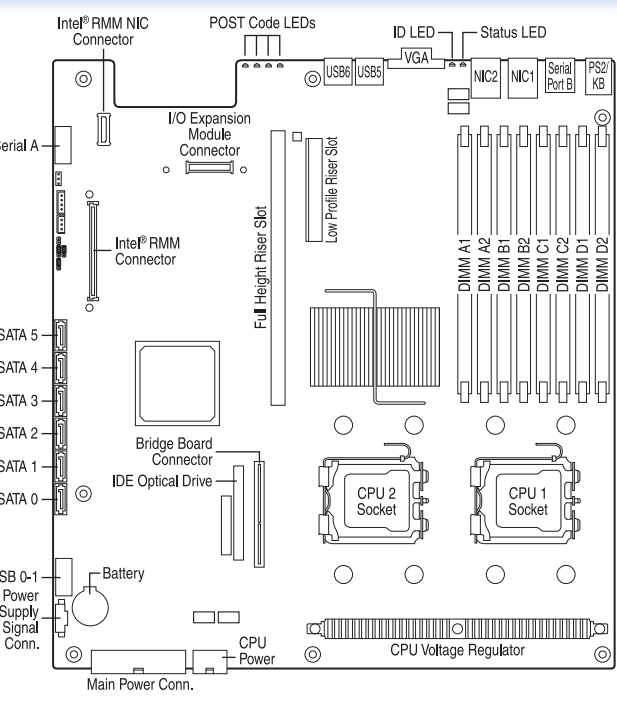 Intel® RMM NIC
Connector
POST Code LEDs
ID LED
Status LED
USB6
USB5
VGA
NIC2
NIC1
Serial
Port B
PS2/
KB
I/O Expansion
Module
Connector
erial A
Intel® RMM
Connector
Full Height Riser Slot
Low Profile Riser Slot
DIMM A1
DIMM A2
DIMM B1
DIMM B2
DIMM C1
DIMM C2
DIMM D1
DIMM D2
SATA 5
SATA 4
SATA 3
SATA 2
SATA 1
SATA 0
Bridge Board
Connector
IDE Optical Drive
CPU 2
Socket
CPU 1
Socket
SB 0-1
Battery
Power
Supply
Signal
Conn.
CPU
Power
CPU Voltage Regulator
Main Power Conn.